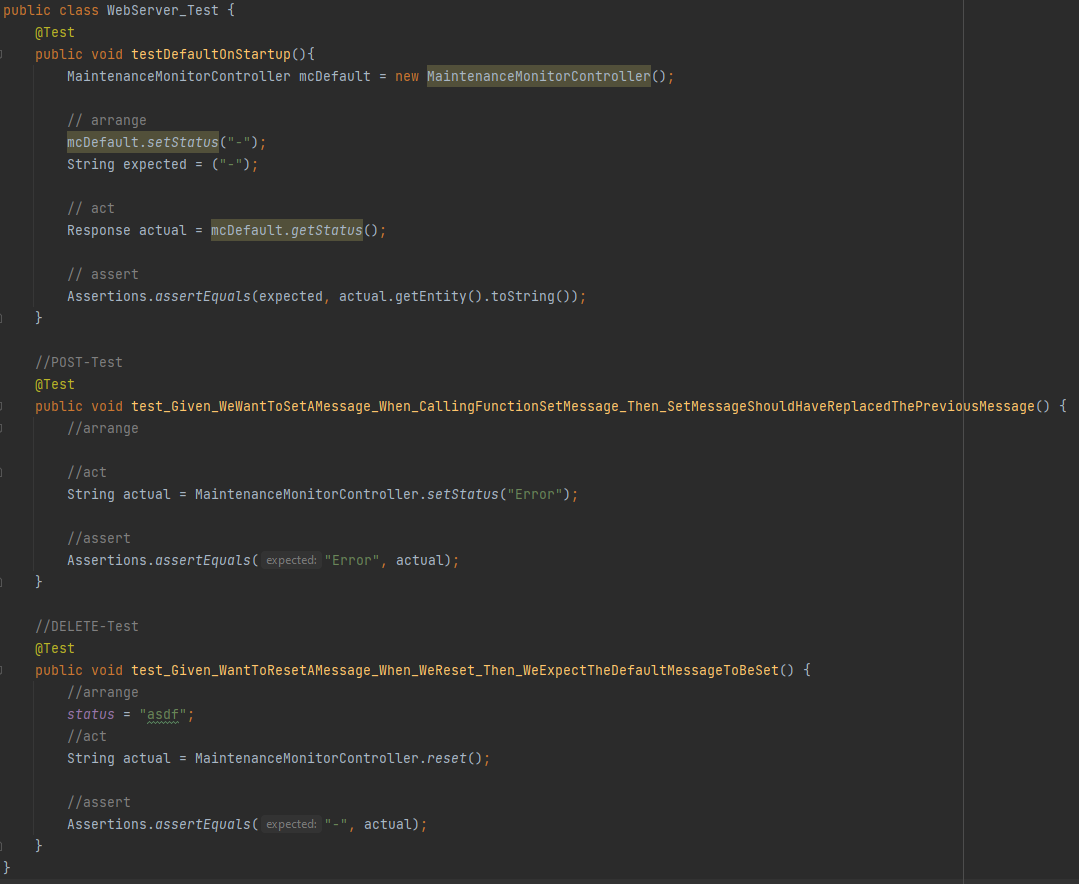 public class WebServer_Test {
@Test
public void testDefaultOnStartup(){
MaintenanceMonitorController mcDefault = new MaintenanceMonitorController();
// arrange
mcDefault.setStatus("-");
String expected = ("-");
// act
Response actual = mcDefault.getStatus();
// assert
Assertions.assertEquals(expected, actual.getEntity().toString());
}
//POST-Test
@Test
public void test_Given_WeWantToSetAMessage_When_CallingFunctionSetMessage_Then_SetMessageShouldHaveReplacedThePreviousMessage() {
//arrange
//act
String actual = MaintenanceMonitorController.setStatus("Error");
//assert
Assertions.assertEquals( expected: "Error", actual);
}
//DELETE-Test
@Test
public void test_Given_WantToResetAMessage_When_WeReset_Then_WeExpectTheDefaultMessageToBeSet() {
//arrange
status = "asdf";
//act
String actual = MaintenanceMonitorController.reset();
//assert
Assertions.assertEquals( expected: "-", actual);
}
}